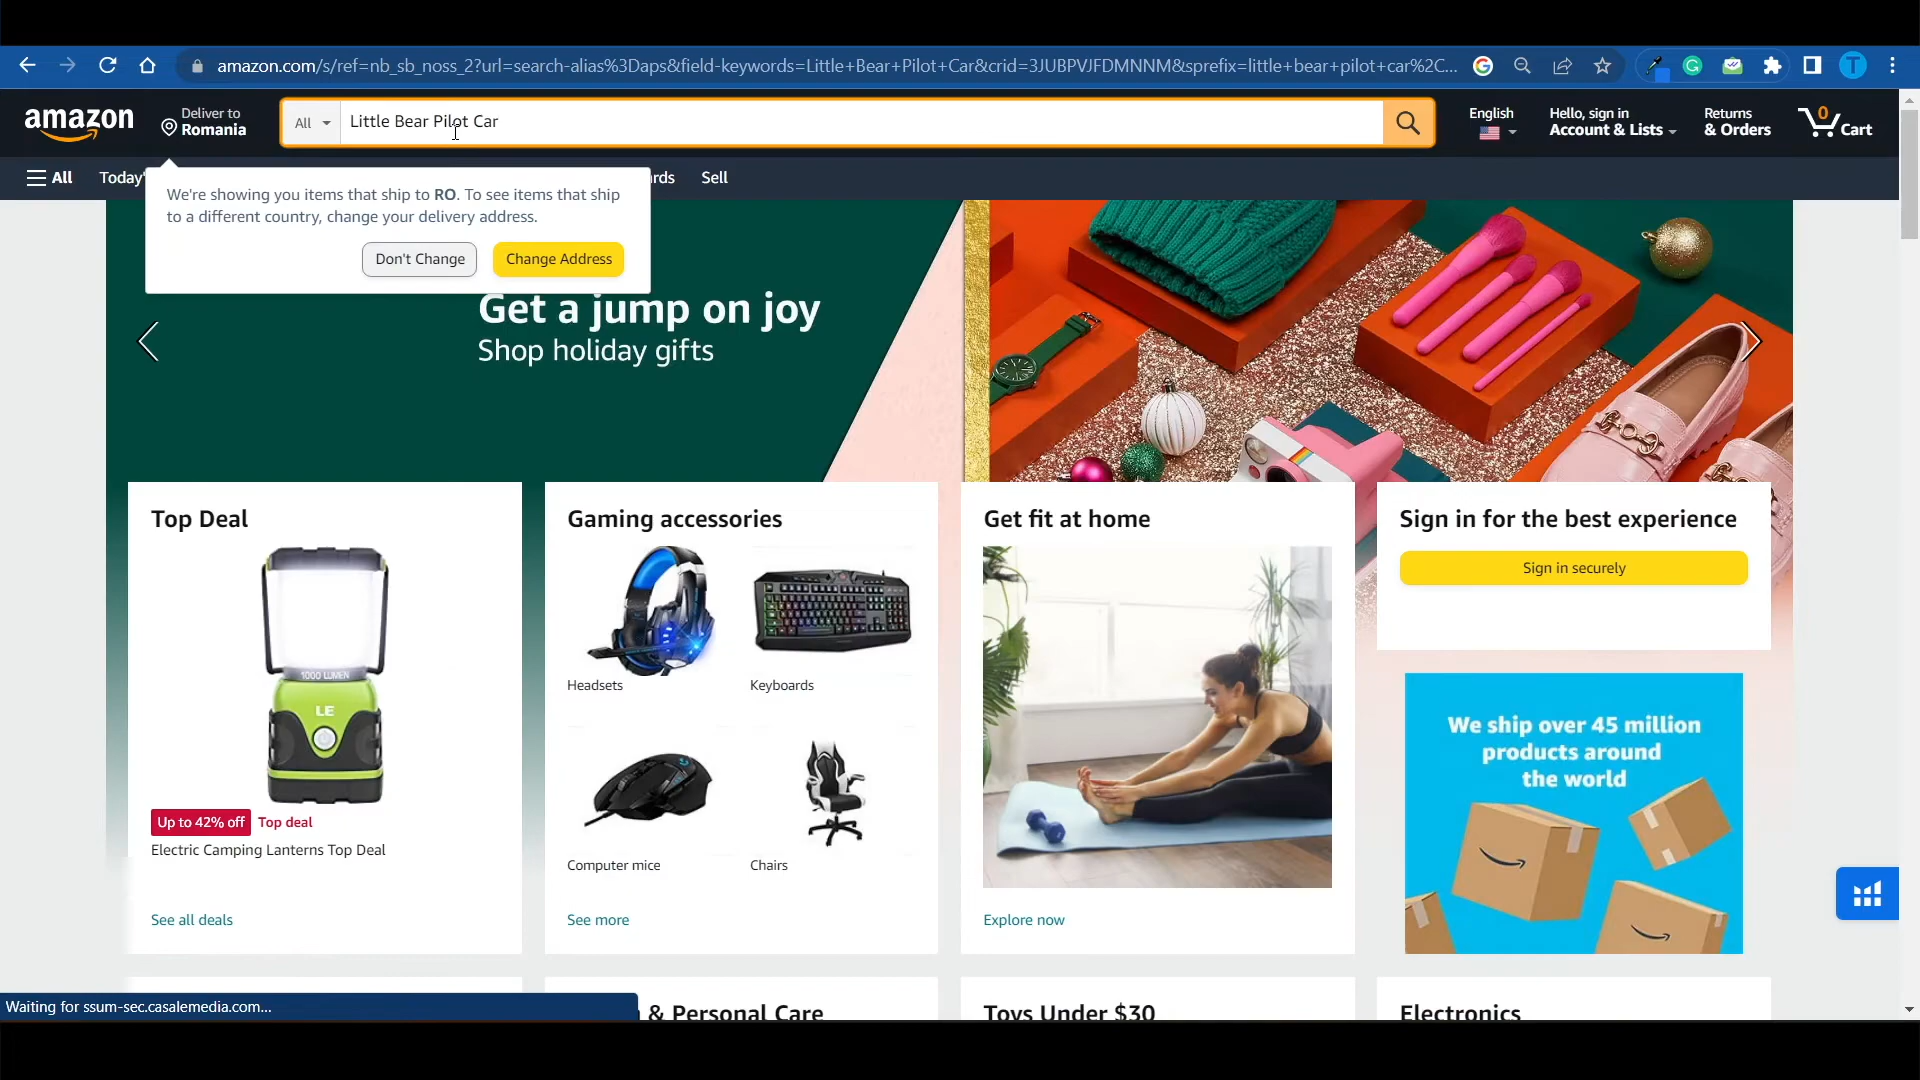 amazon.com/s/ref=nb_sb_noss_2?url=search-alias%3Daps&field-keywords=Little+Bear+Pilot+Car&crid=3JUBPVJFDMNNM&sprefix=little+bear+pilot+car%2C...
T
amazon
Deliver to
Romania
All
Little Bear Pilot Car
English
Hello, sign in
Account & Lists
Returns
& Orders
0
Cart
All
Today'
rds
Sell
We're showing you items that ship to RO. To see items that ship
to a different country, change your delivery address.
Don't Change
Change Address
Get a jump on joy
Shop holiday gifts
Top Deal
1000 LUMEN
LE
Up to 42% off
Top deal
Electric Camping Lanterns Top Deal
See all deals
Gaming accessories
Headsets
Keyboards
Computer mice
Chairs
See more
Get fit at home
Explore now
Sign in for the best experience
Sign in securely
We ship over 45 million
products around
the world
Waiting for ssum-sec.casalemedia.com...
& Personal Care
Toys Under $30
Electronics